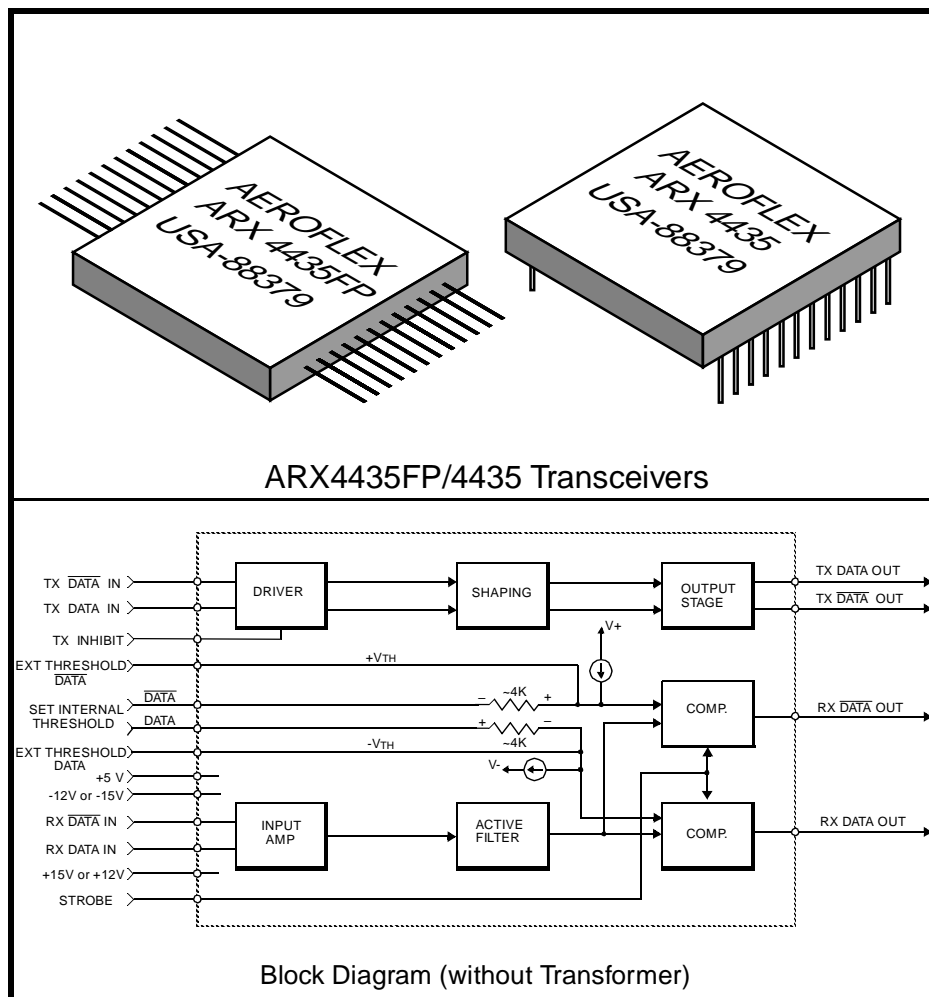 AEROFLEX
ARX 4435FP
USA-88379
AEROFLEX
ARX 4435
USA-88379
ARX4435FP/4435 Transceivers
TX DATA IN
TX DATA IN
TX INHIBIT
EXT THRESHOLD
DATA
SET INTERNAL
THRESHOLD
DATA
DATA
EXT THRESHOLD
DATA
+5 V
-12V or -15V
RX DATA IN
RX DATA IN
+15V or +12V
STROBE
DRIVER
SHAPING
OUTPUT
STAGE
TX DATA OUT
TX DATA OUT
V+
+VTH
– ~4K +
+ –
-VTH
~4K
V-
COMP.
RX DATA OUT
INPUT
AMP
ACTIVE
FILTER
COMP.
RX DATA OUT
Block Diagram (without Transformer)